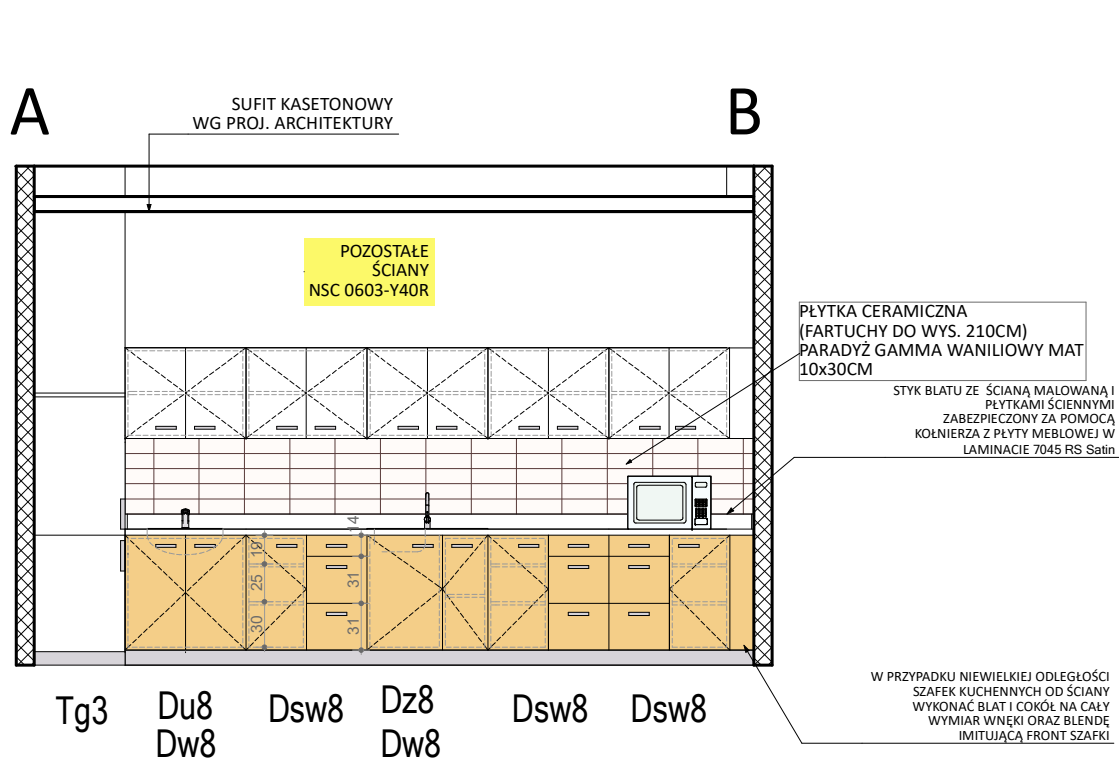 A
B
SUFIT KASETONOWY
WG PROJ. ARCHITEKTURY
POZOSTAŁE
ŚCIANY
NSC 0603-Y40R
PŁYTKA CERAMICZNA
(FARTUCHY DO WYS. 210CM)
PARADYŻ GAMMA WANILIOWY MAT
10x30CM
STYK BLATU ZE ŚCIANĄ MALOWANĄ I
PŁYTKAMI ŚCIENNYMI
ZABEZPIECZONY ZA POMOCĄ
KOŁNIERZA Z PŁYTY MEBLOWEJ W
LAMINACIE 7045 RS Satin
14
19
25
30
31
31
W PRZYPADKU NIEWIELKIEJ ODLEGŁOŚCI
SZAFEK KUCHENNYCH OD ŚCIANY
WYKONAĆ BLAT I COKÓŁ NA CAŁY
WYMIAR WNĘKI ORAZ BLENDĘ
IMITUJĄCĄ FRONT SZAFKI
Tg3
Du8
Dw8
Dsw8
Dz8
Dw8
Dsw8
Dsw8